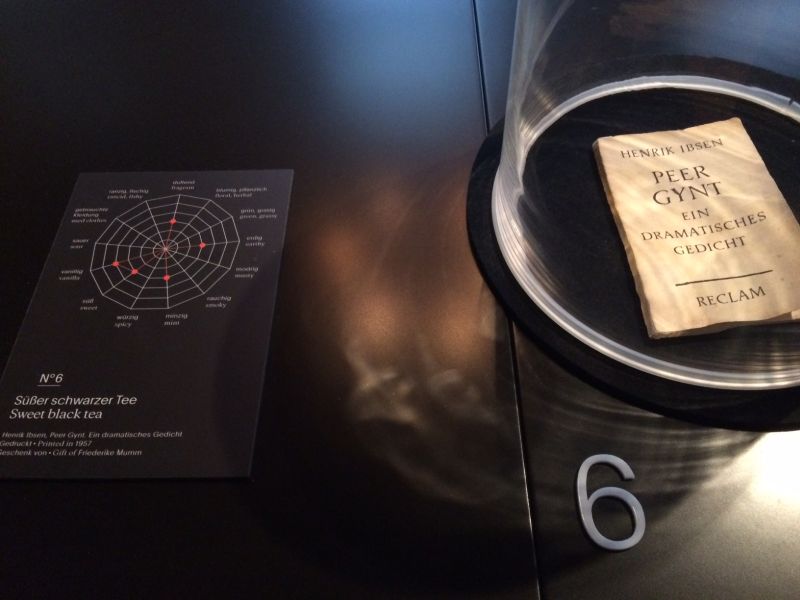 duftend
fragrant
blumig, pflanzlich
floral, herbal
grün, grasig
green, grassy
erdig
earthy
modrig
musty
rauchig
smoky
minzig
mint
würzig
spicy
süß
sweet
vanillig
vanilla
sauer
sour
gebrauchte
Kleidung
used clothes
ranzig, fischig
rancid, fishy
N°6
Süßer schwarzer Tee
Sweet black tea
Henrik Ibsen, Peer Gynt. Ein dramatisches Gedicht
Gedruckt • Printed in 1957
Geschenk von • Gift of Friederike Mumm
HENRIK IBSEN
PEER
GYNT
EIN
DRAMATISCHES
GEDICHT
RECLAM
6